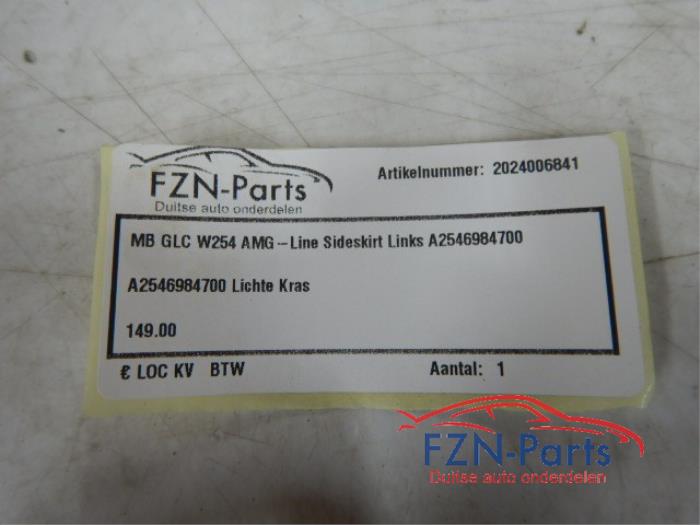 FZN-Parts
Duitse auto onderdelen
Artikelnummer: 2024006841
MB GLC W254 AMG-Line Sideskirt Links A2546984700
A2546984700 Lichte Kras
149.00
€ LOC KV BTW
Aantal: 1
FZN-Parts
Duitse auto onderdelen